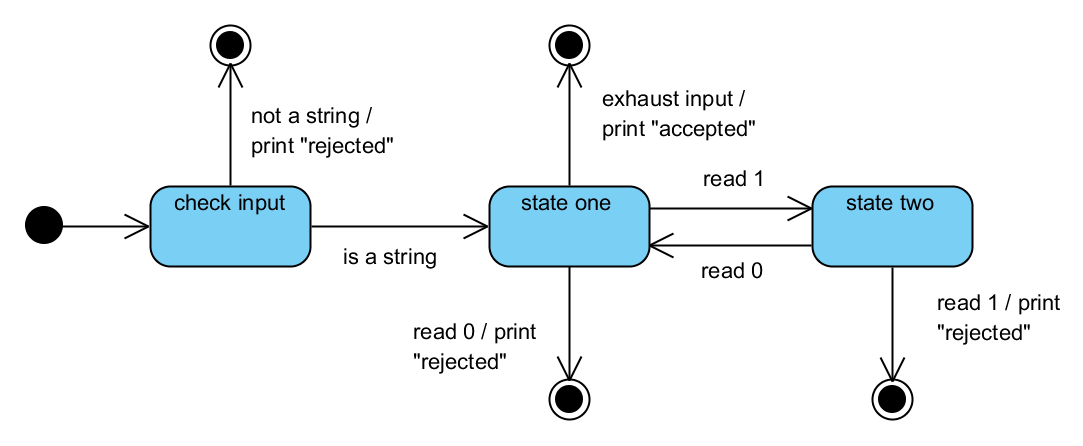 not a string /
print "rejected"
exhaust input /
print "accepted"
check input
state one
read 1
state two
is a string
read 0
read 0 / print
"rejected"
read 1 / print
"rejected"